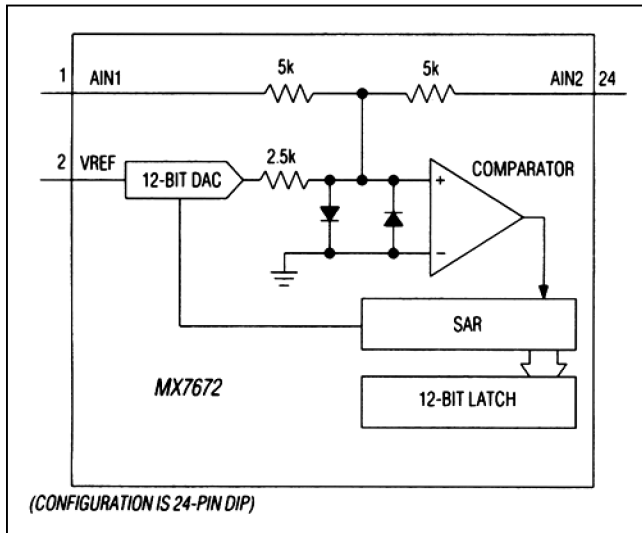 1 AIN1 5k 5k AIN2 24
2 VREF 12-BIT DAC 2.5k COMPARATOR
+
−
SAR
MX7672 12-BIT LATCH
(CONFIGURATION IS 24-PIN DIP)